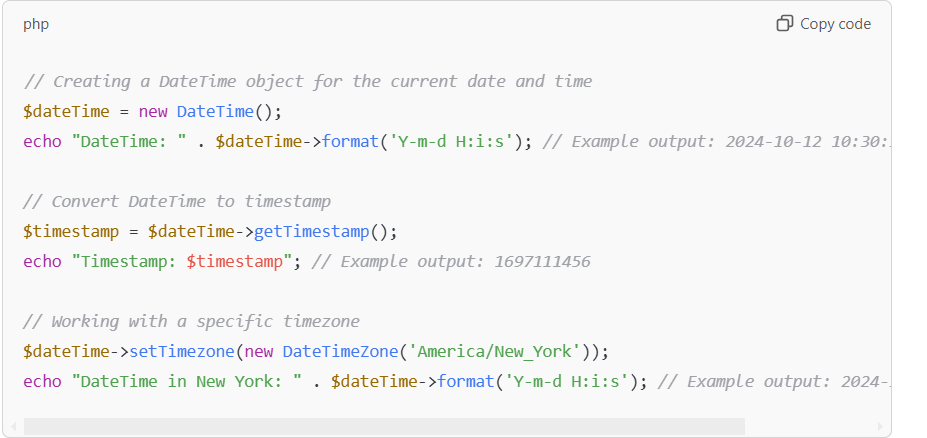 php
Copy code
// Creating a DateTime object for the current date and time
$dateTime = new DateTime();
echo "DateTime: " . $dateTime->format('Y-m-d H:i:s'); // Example output: 2024-10-12 10:30:
// Convert DateTime to timestamp
$timestamp = $dateTime->getTimestamp();
echo "Timestamp: $timestamp"; // Example output: 1697111456
// Working with a specific timezone
$dateTime->setTimezone(new DateTimeZone('America/New_York'));
echo "DateTime in New York: " . $dateTime->format('Y-m-d H:i:s'); // Example output: 2024-